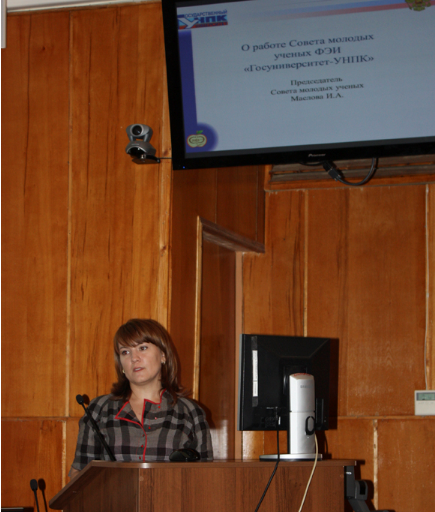 УНПК
О работе Совета молодых
ученых ФЭИ
«Госуниверситет-УНПК»
Председатель
Совета молодых ученых
Маслова И.А.